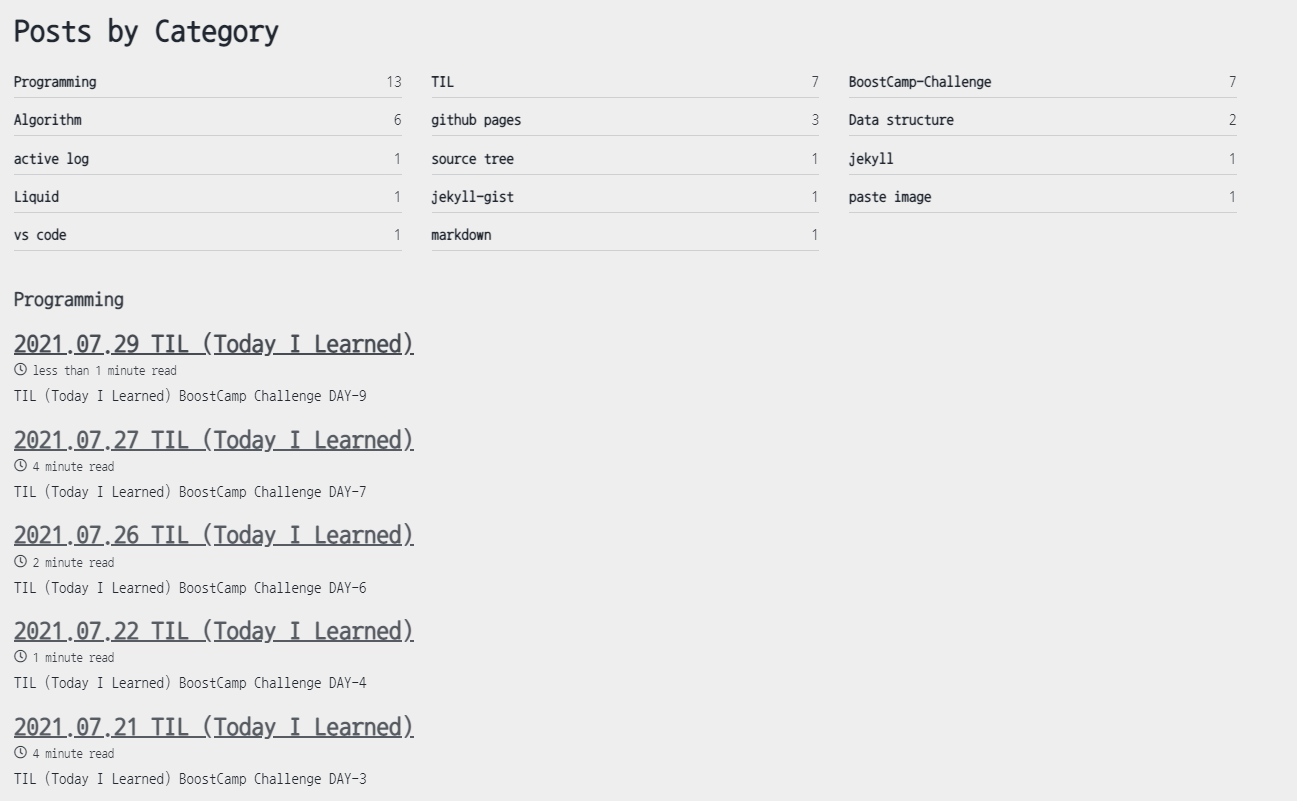 Posts by Category
Programming 13 TIL 7 BoostCamp-Challenge 7
Algorithm 6 github pages 3 Data structure 2
active log 1 source tree 1 jekyll 1
Liquid 1 jekyll-gist 1 paste image 1
vs code 1 markdown 1
Programming
2021.07.29 TIL (Today I Learned)
less than 1 minute read
TIL (Today I Learned) BoostCamp Challenge DAY-9
2021.07.27 TIL (Today I Learned)
4 minute read
TIL (Today I Learned) BoostCamp Challenge DAY-7
2021.07.26 TIL (Today I Learned)
2 minute read
TIL (Today I Learned) BoostCamp Challenge DAY-6
2021.07.22 TIL (Today I Learned)
1 minute read
TIL (Today I Learned) BoostCamp Challenge DAY-4
2021.07.21 TIL (Today I Learned)
4 minute read
TIL (Today I Learned) BoostCamp Challenge DAY-3